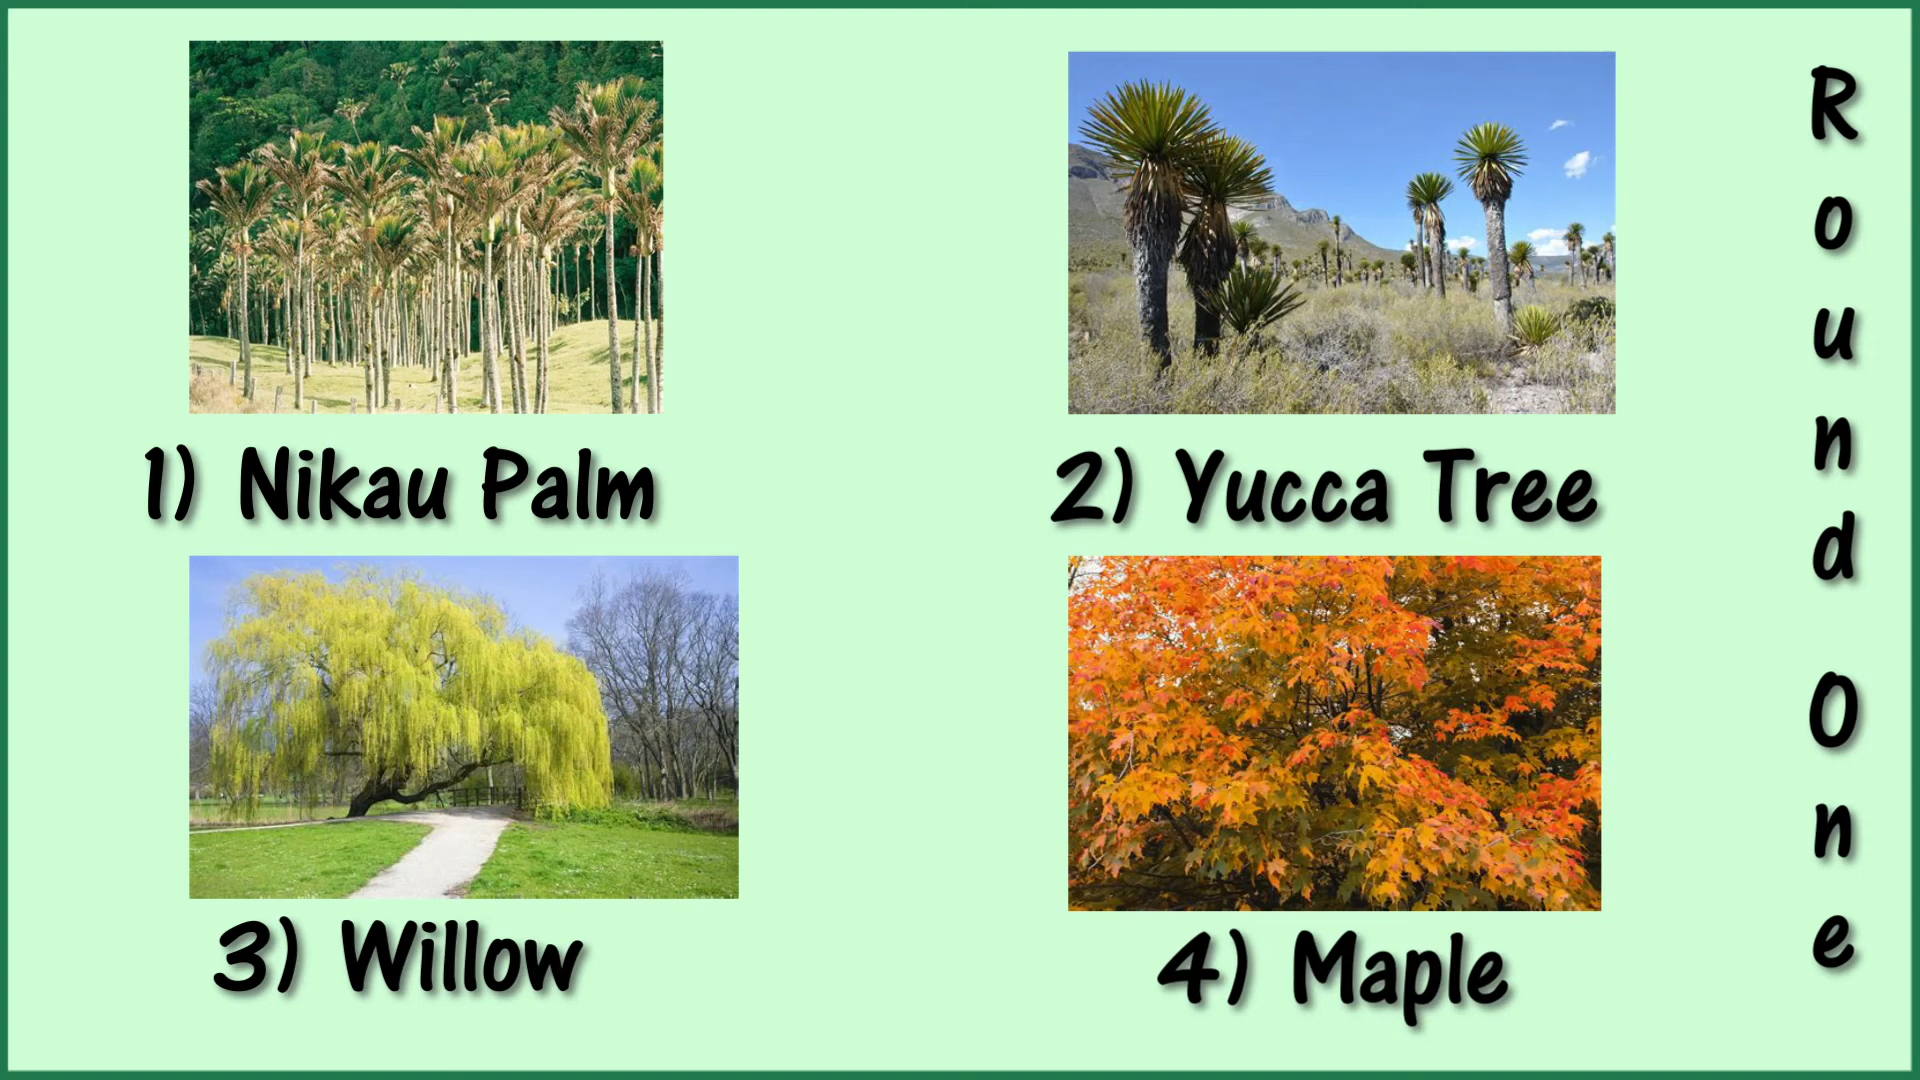 1) Nikau Palm
2) Yucca Tree
3) Willow
4) Maple
Round One